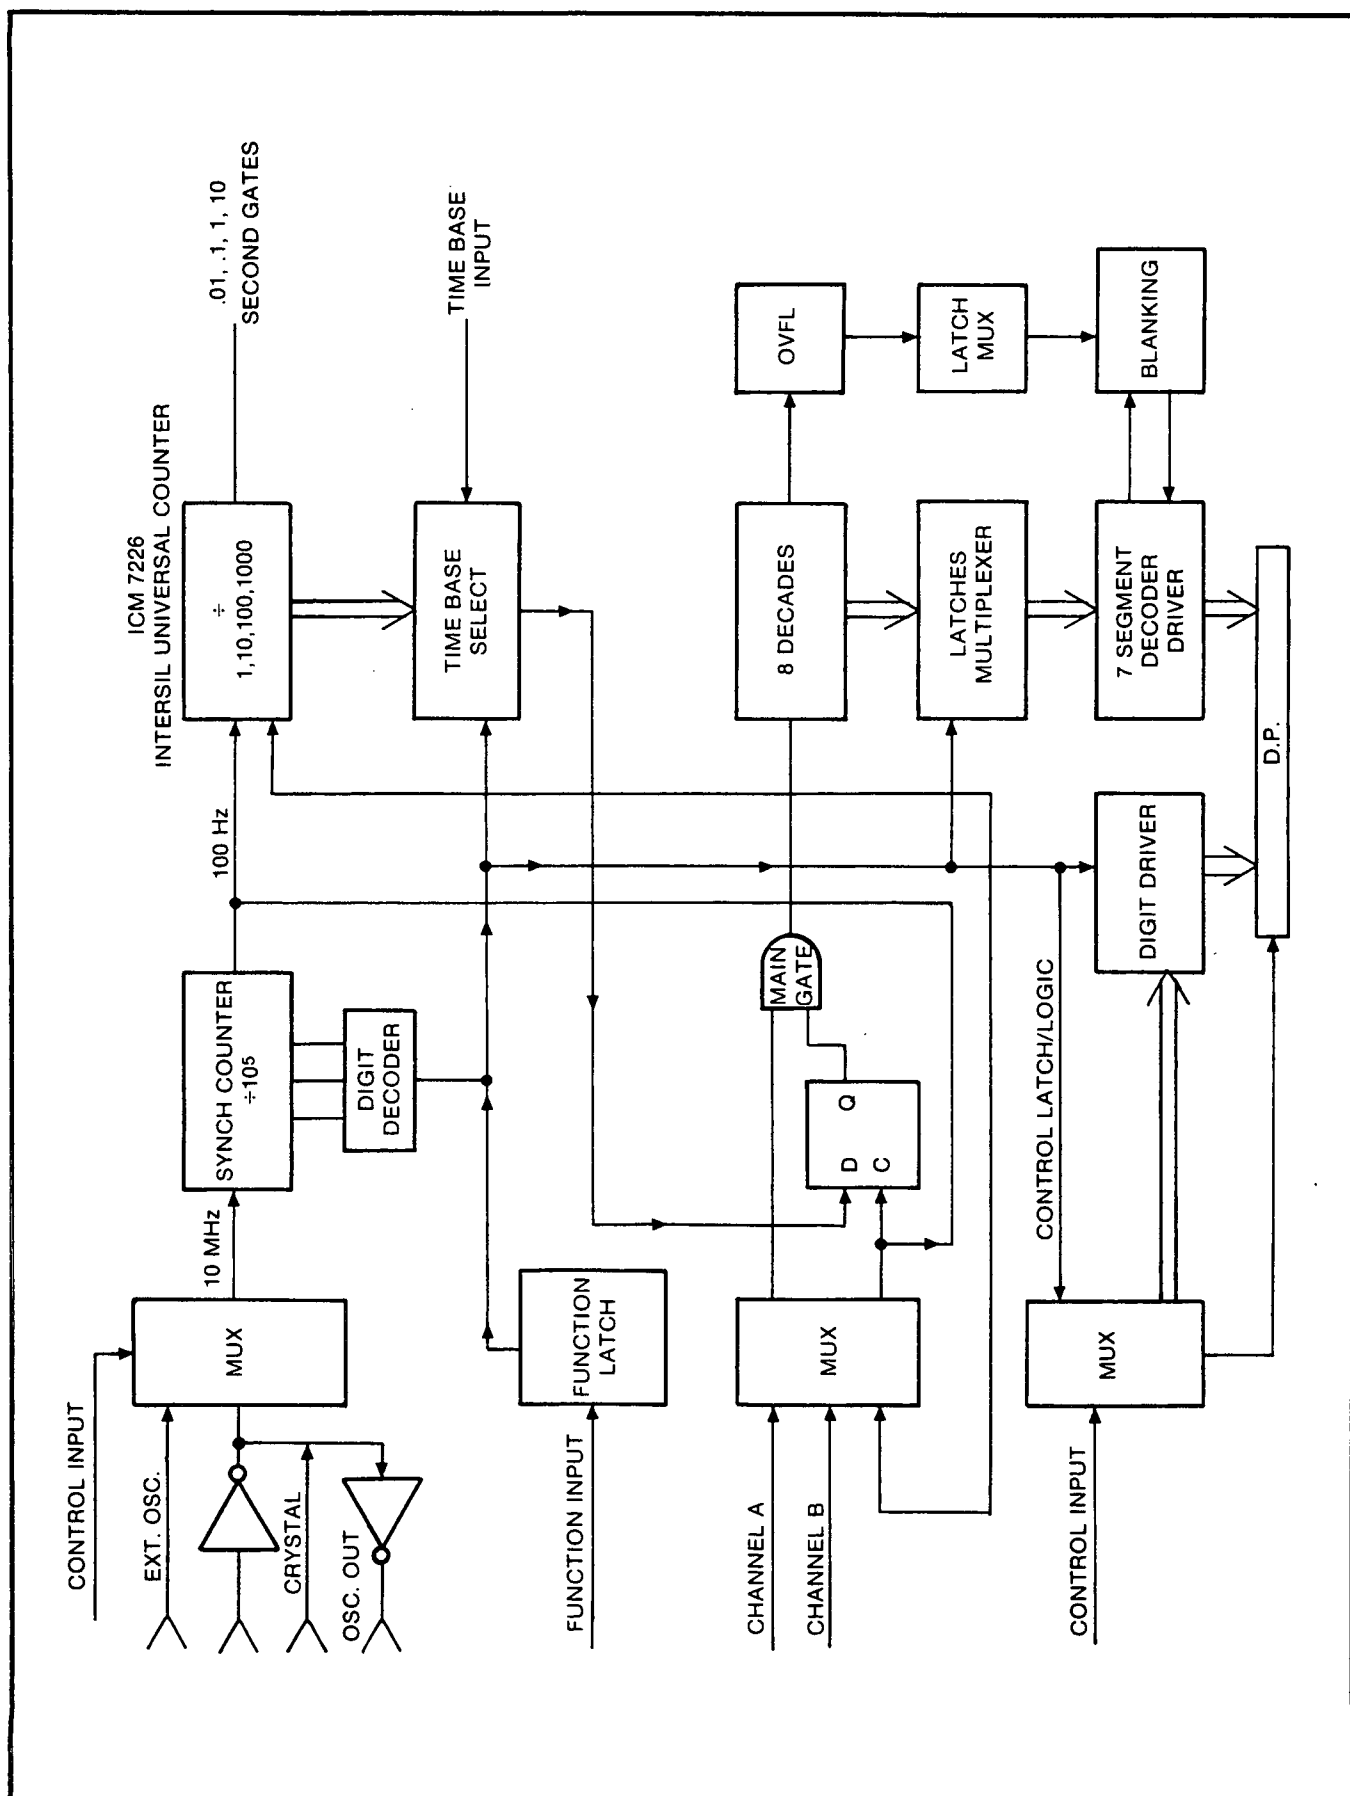 ICM 7226
INTERSIL UNIVERSAL COUNTER
CONTROL INPUT
EXT. OSC.
CRYSTAL
OSC. OUT
MUX
10 MHz
SYNCH COUNTER
÷105
DIGIT
DECODER
100 Hz
÷
1,10,100,1000
.01, .1, 1, 10
SECOND GATES
TIME BASE
SELECT
TIME BASE
INPUT
FUNCTION INPUT
FUNCTION
LATCH
CHANNEL A
CHANNEL B
MUX
D
C
Q
MAIN
GATE
8 DECADES
OVFL
LATCHES
MULTIPLEXER
LATCH
MUX
CONTROL INPUT
MUX
CONTROL LATCH/LOGIC
DIGIT DRIVER
7 SEGMENT
DECODER
DRIVER
BLANKING
D.P.